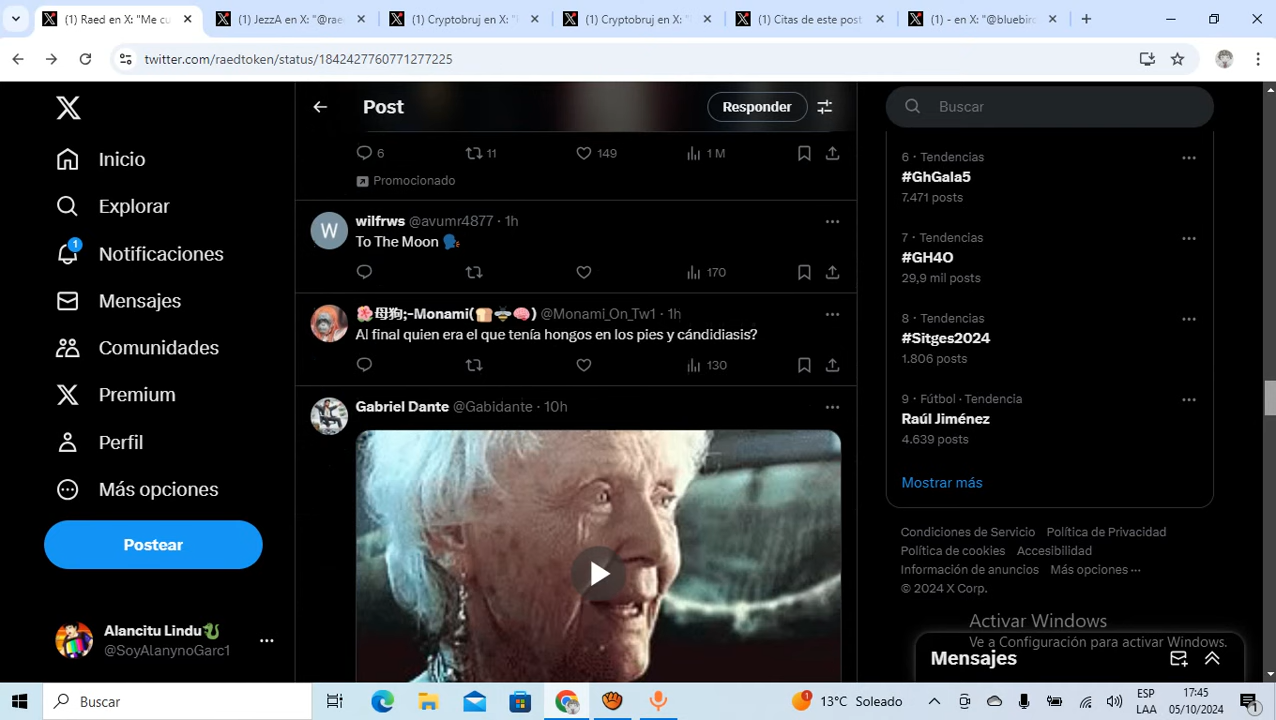 (1) Raed en X: "Me cu
(1) JezzA en X: "@rae
(1) Cryptobruj en X: "
(1) Cryptobruj en X: "
(1) Citas de este post
(1) - en X: "@bluebir
twitter.com/raedtoken/status/1842427760771277225
Inicio
Explorar
1
Notificaciones
Mensajes
Comunidades
Premium
Perfil
Más opciones
Postear
Alancitu Lindu
@SoyAlanynoGarc1
Post
Responder
6
11
149
1 M
Promocionado
W
wilfrws @avumr4877 · 1h
To The Moon
170
母狗;-Monami( ) @Monami_On_Tw1 · 1h
Al final quien era el que tenía hongos en los pies y cándidiasis?
130
Gabriel Dante @Gabidante · 10h
Buscar
6 · Tendencias
#GhGala5
7.471 posts
7 · Tendencias
#GH4O
29,9 mil posts
8 · Tendencias
#Sitges2024
1.806 posts
9 · Fútbol · Tendencia
Raúl Jiménez
4.639 posts
Mostrar más
Condiciones de Servicio Política de Privacidad
Política de cookies Accesibilidad
Información de anuncios Más opciones ···
© 2024 X Corp.
Activar Windows
Ve a Configuración para activar Windows.
Mensajes
Buscar
1
13°C Soleado
ESP
LAA
17:45
05/10/2024
1